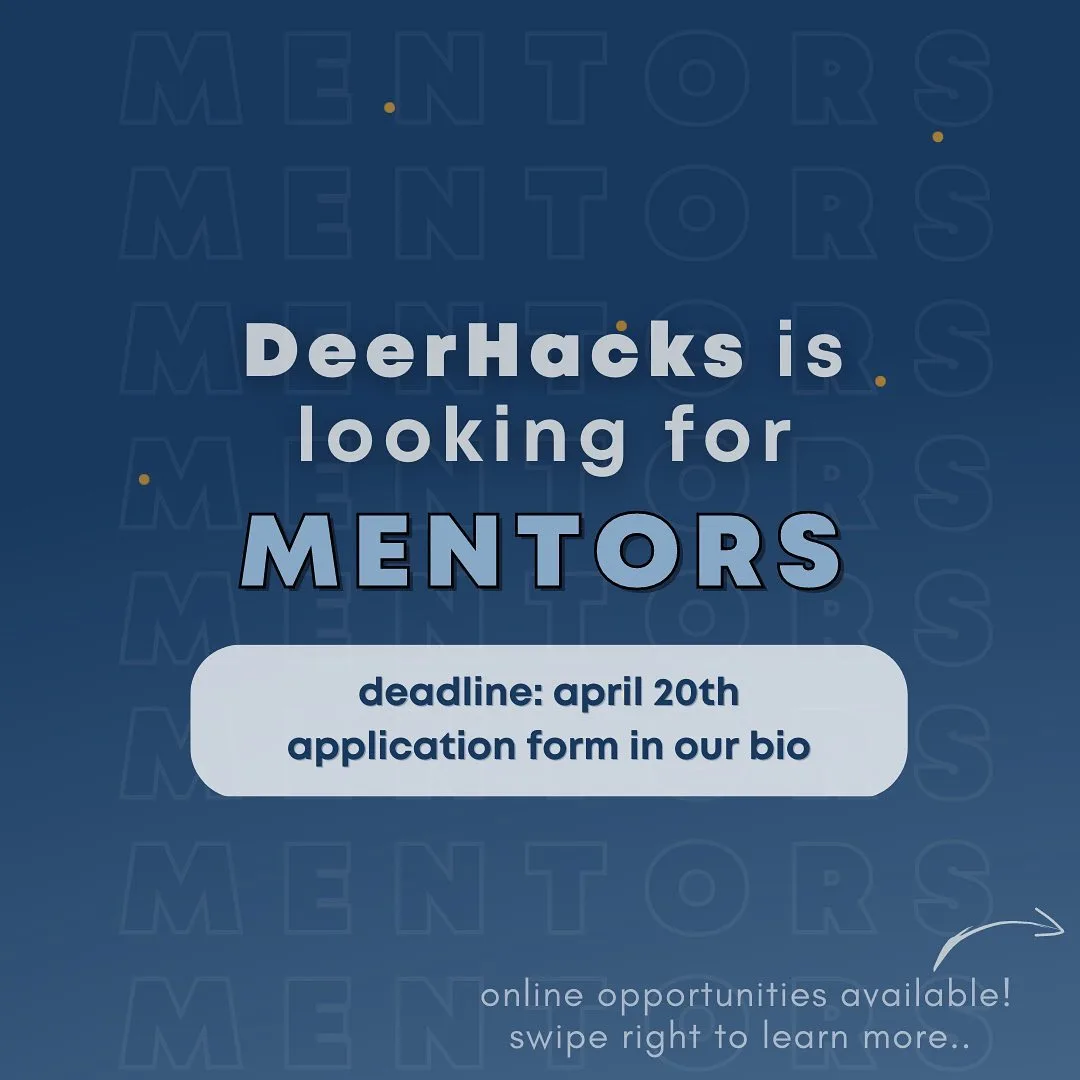 MENTORS
MENTORS
MENTORS
DeerHacks is
looking for
MENTORS
MENTORS
MENTORS
deadline: april 20th
application form in our bio
MENTORS
MENTORS
MENTORS
online opportunities available!
swipe right to learn more..